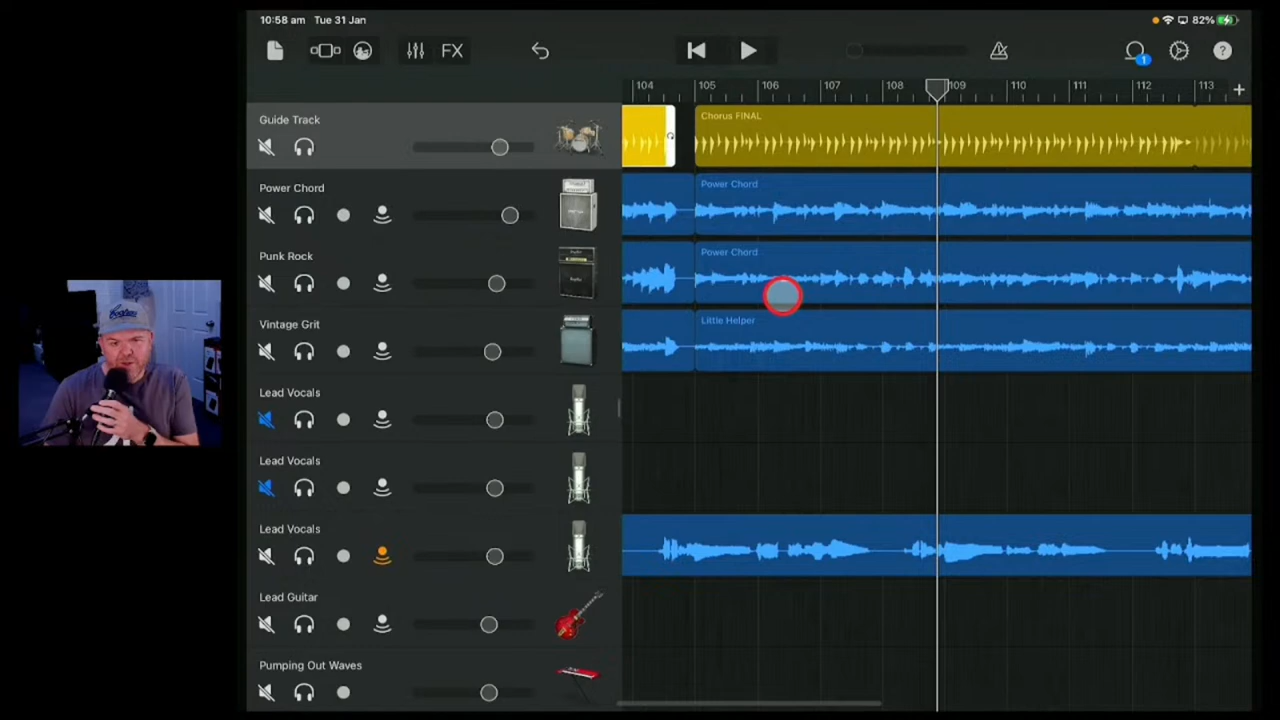 10:58 am Tue 31 Jan
82%
FX
1
?
104 105 106 107 108 109 110 111 112 113 +
Guide Track
Chorus FINAL
Power Chord
Power Chord
Punk Rock
Power Chord
Vintage Grit
Little Helper
Lead Vocals
Lead Vocals
Lead Vocals
Lead Guitar
Pumping Out Waves